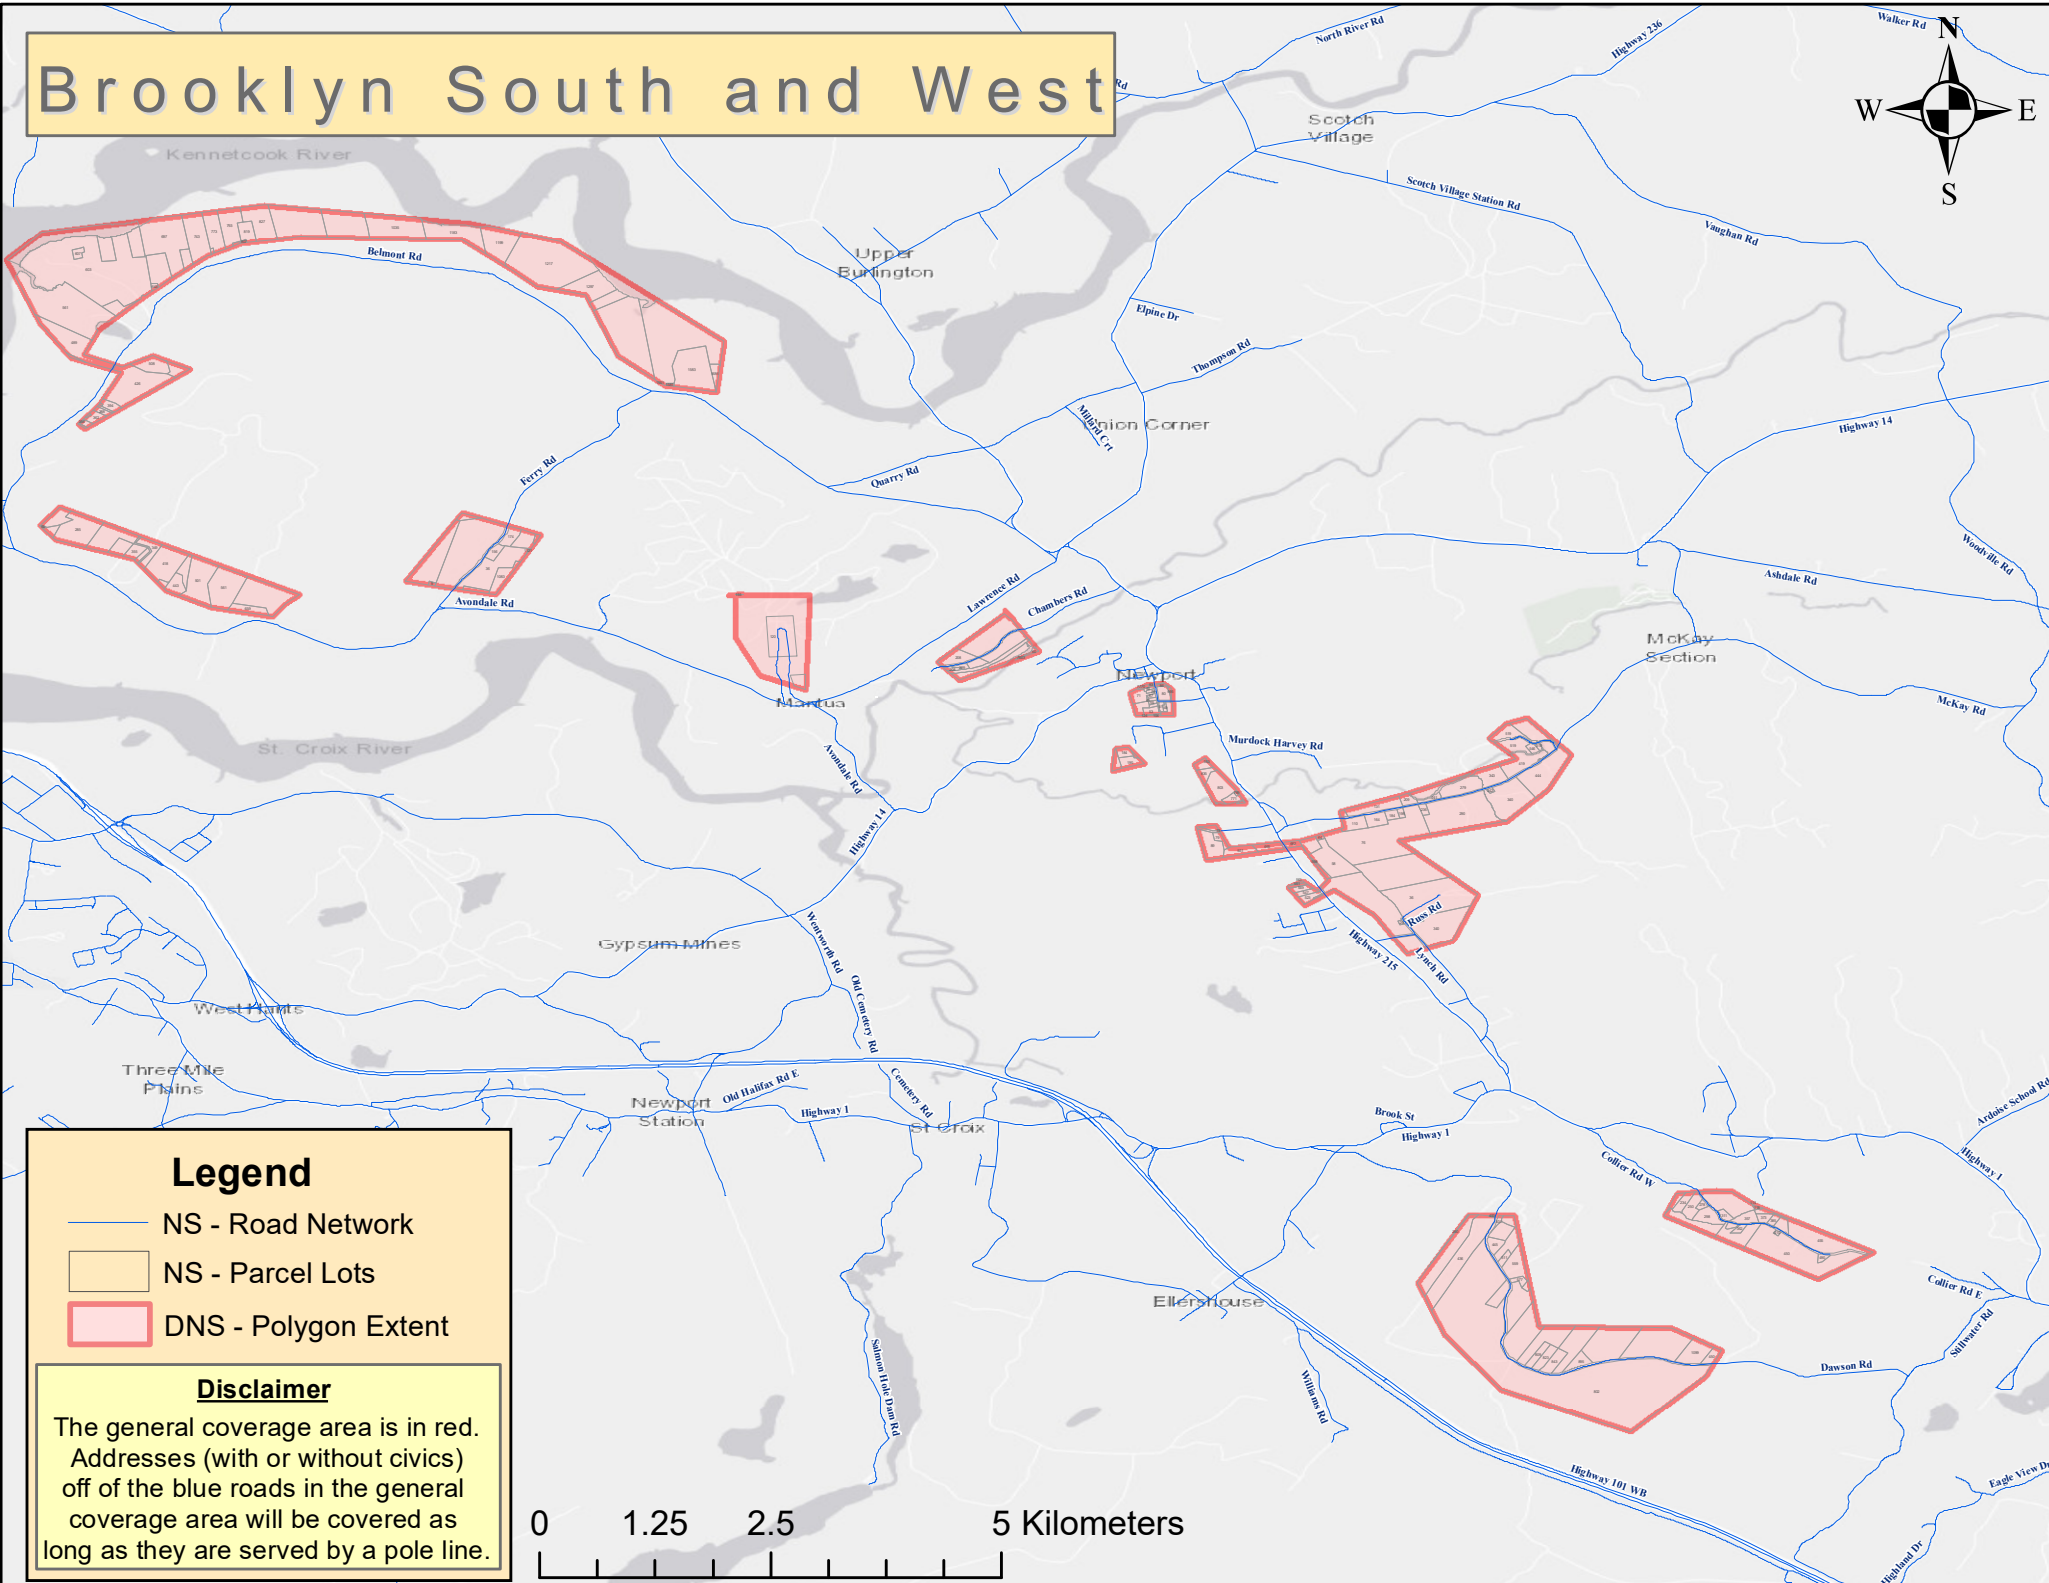 Brooklyn South and West
N
W
E
S
North River Rd
Highway 236
Walker Rd
Rd
Scotch
Village
Kennetcook River
Scotch Village Station Rd
Vaughan Rd
Belmont Rd
Upper
Burlington
Elpine Dr
Thompson Rd
Millard Crt
Union Corner
Highway 14
Ferry Rd
Quarry Rd
Woodville Rd
Ashdale Rd
Lawrence Rd
Chambers Rd
Avondale Rd
McKay
Section
Newport
Mantua
McKay Rd
St. Croix River
Murdock Harvey Rd
Avondale Rd
Highway 14
Russ Rd
Wentworth Rd
Gypsum Mines
Highway 215
Lynch Rd
Old Cemetery Rd
West Hants
Three Mile
Plains
Old Halifax Rd E
Cemetery Rd
Newport
Station
Highway 1
St Croix
Brook St
Highway 1
Ardoise School Rd
Highway 1
Collier Rd W
Collier Rd E
Stillwater Rd
Ellershouse
Dawson Rd
Salmon Hole Dam Rd
Williams Rd
Highway 101 WB
Eagle View Dr
Highland Dr
Legend
NS - Road Network
NS - Parcel Lots
DNS - Polygon Extent
Disclaimer
The general coverage area is in red.
Addresses (with or without civics)
off of the blue roads in the general
coverage area will be covered as
long as they are served by a pole line.
0 1.25 2.5 5 Kilometers